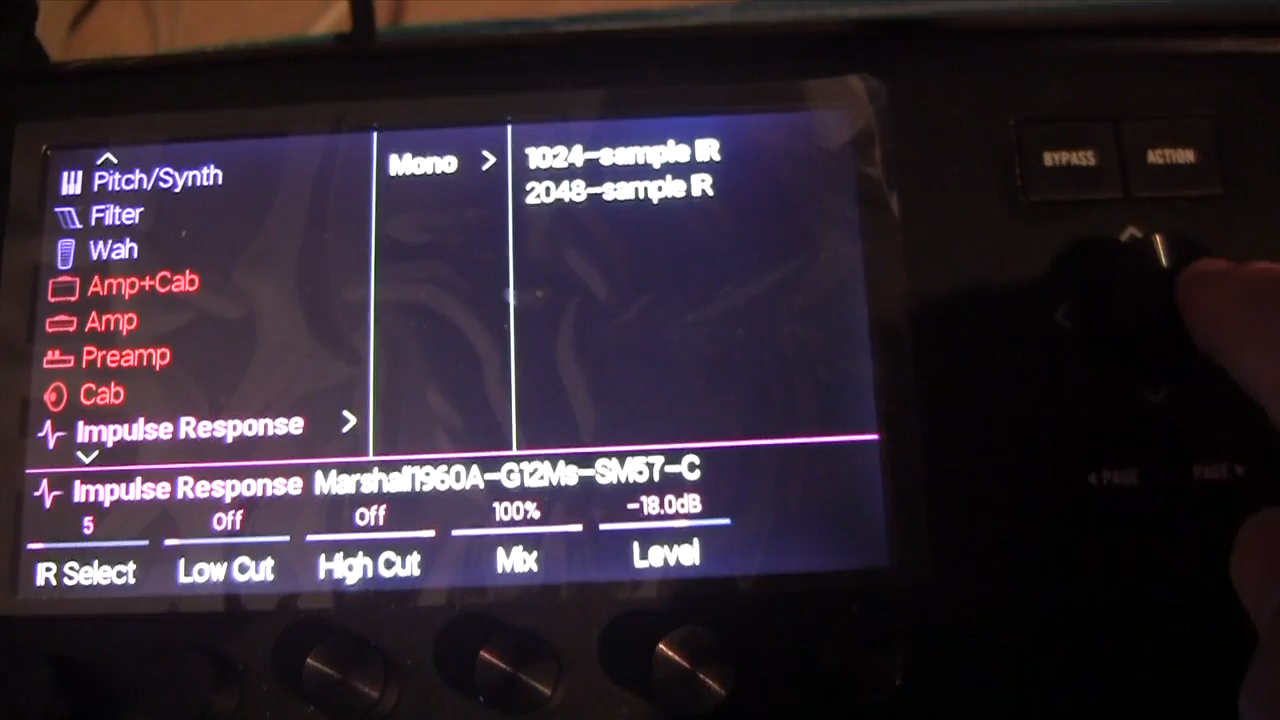 Pitch/Synth
Filter
Wah
Amp+Cab
Amp
Preamp
Cab
Impulse Response >
Mono >
1024-sample IR
2048-sample IR
Impulse Response Marshall1960A-G12Ms-SM57-C
5 Off Off 100% -18.0dB
IR Select Low Cut High Cut Mix Level
BYPASS ACTION
< PAGE PAGE >